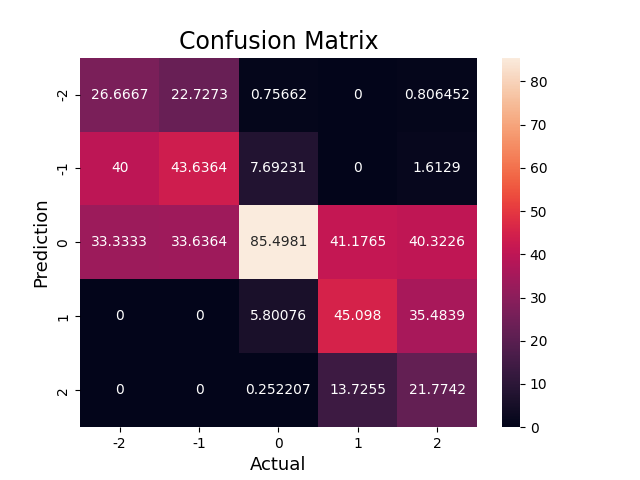 Confusion Matrix
-2 26.6667 22.7273 0.75662 0 0.806452
-1 40 43.6364 7.69231 0 1.6129
0 33.3333 33.6364 85.4981 41.1765 40.3226
1 0 0 5.80076 45.098 35.4839
2 0 0 0.252207 13.7255 21.7742
-2 -1 0 1 2
Prediction
Actual
80
70
60
50
40
30
20
10
0